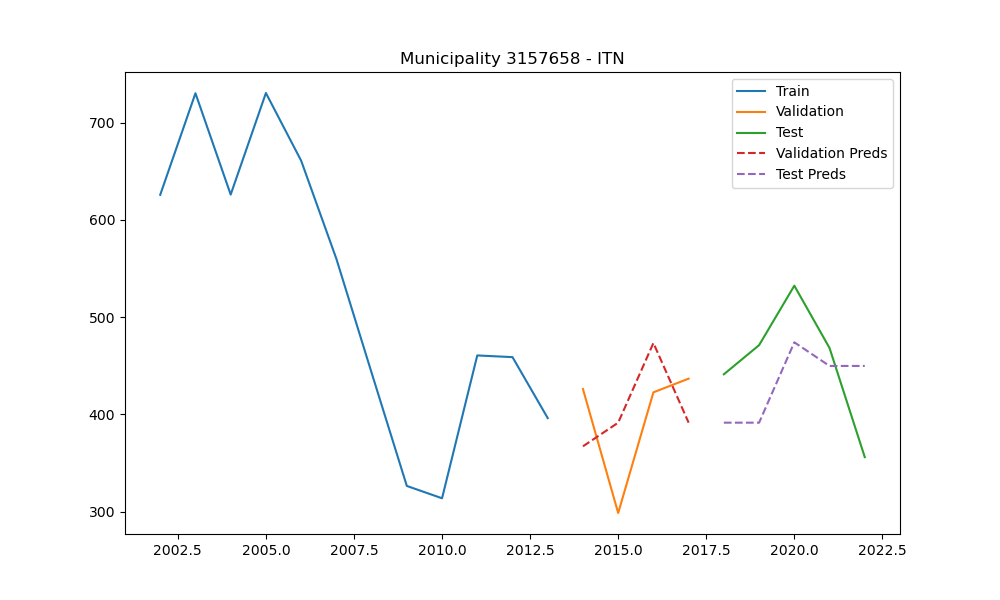 Municipality 3157658 - ITN
Train
Validation
Test
Validation Preds
Test Preds
700
600
500
400
300
2002.5 2005.0 2007.5 2010.0 2012.5 2015.0 2017.5 2020.0 2022.5